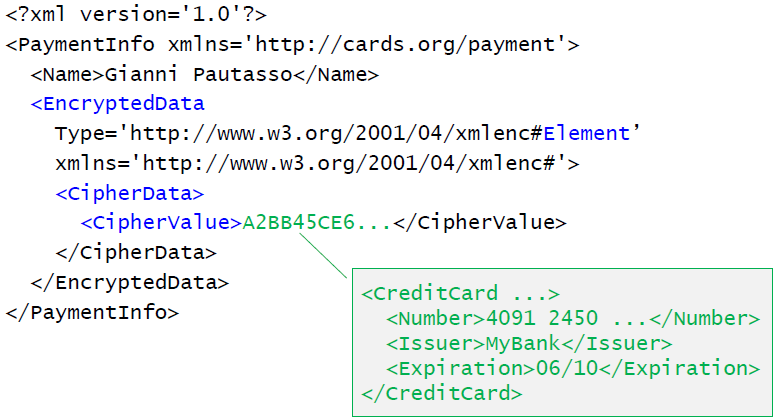 <?xml version='1.0'?>
<PaymentInfo xmlns='http://cards.org/payment'>
<Name>Gianni Pautasso</Name>
<EncryptedData
Type='http://www.w3.org/2001/04/xmlenc#Element’
xmlns='http://www.w3.org/2001/04/xmlenc#'>
<CipherData>
<CipherValue>A2BB45CE6...</CipherValue>
</CipherData>
</EncryptedData>
</PaymentInfo>
<CreditCard ...>
<Number>4091 2450 ...</Number>
<Issuer>MyBank</Issuer>
<Expiration>06/10</Expiration>
</CreditCard>